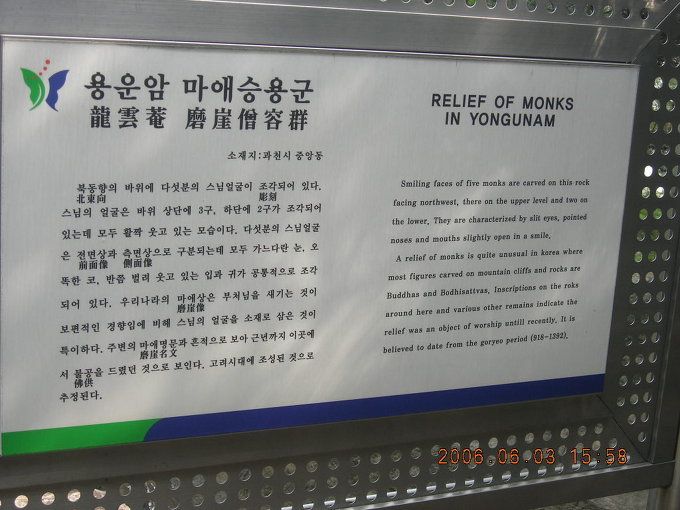 용운암 마애승용군
龍雲菴 磨崖僧容群
소재지:과천시 중앙동
북동향의 바위에 다섯분의 스님얼굴이 조각되어 있다.
北東向 彫刻
스님의 얼굴은 바위 상단에 3구, 하단에 2구가 조각되어
있는데 모두 활짝 웃고 있는 모습이다. 다섯분의 스님얼굴
은 전면상과 측면상으로 구분되는데 모두 가느다란 눈, 오
前面像 側面像
똑한 코, 반쯤 벌려 웃고 있는 입과 귀가 공통적으로 조각
되어 있다. 우리나라의 마애상은 부처님을 새기는 것이
磨崖像
보편적인 경향임에 비해 스님의 얼굴을 소재로 삼은 것이
특이하다. 주변의 마애명문과 흔적으로 보아 근년까지 이곳에
磨崖名文
서 불공을 드렸던 것으로 보인다. 고려시대에 조성된 것으로
佛供
추정된다.
RELIEF OF MONKS
IN YONGUNAM
Smiling faces of five monks are carved on this rock
facing northwest, there on the upper level and two on
the lower. They are characterized by slit eyes, pointed
noses and mouths slightly open in a smile.
A relief of monk is quite unusual in korea where
most figures carved on mountain cliffs and rocks are
Buddhas and Bodhisattvas, Inscriptions on the roks
around here and various other remains indicate the
relief was an object of worship untill recently. It is
believed to date from the goryeo period (918-1392).
2006.06.03 15:58